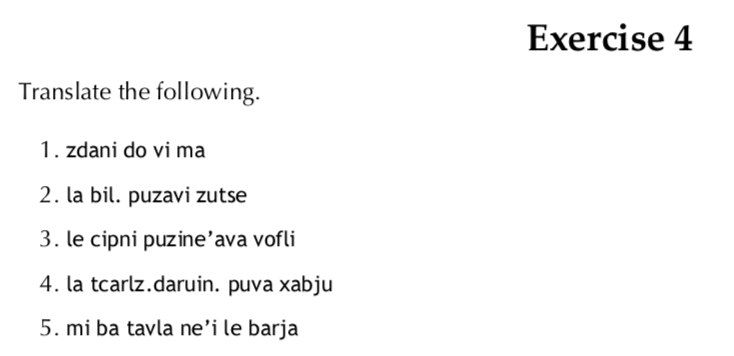 Exercise 4
Translate the following.
1. zdani do vi ma
2. la bil. puzavi zutse
3. le cipni puzine’ava vofli
4. la tcarlz.daruin. puva xabju
5. mi ba tavla ne’i le barja